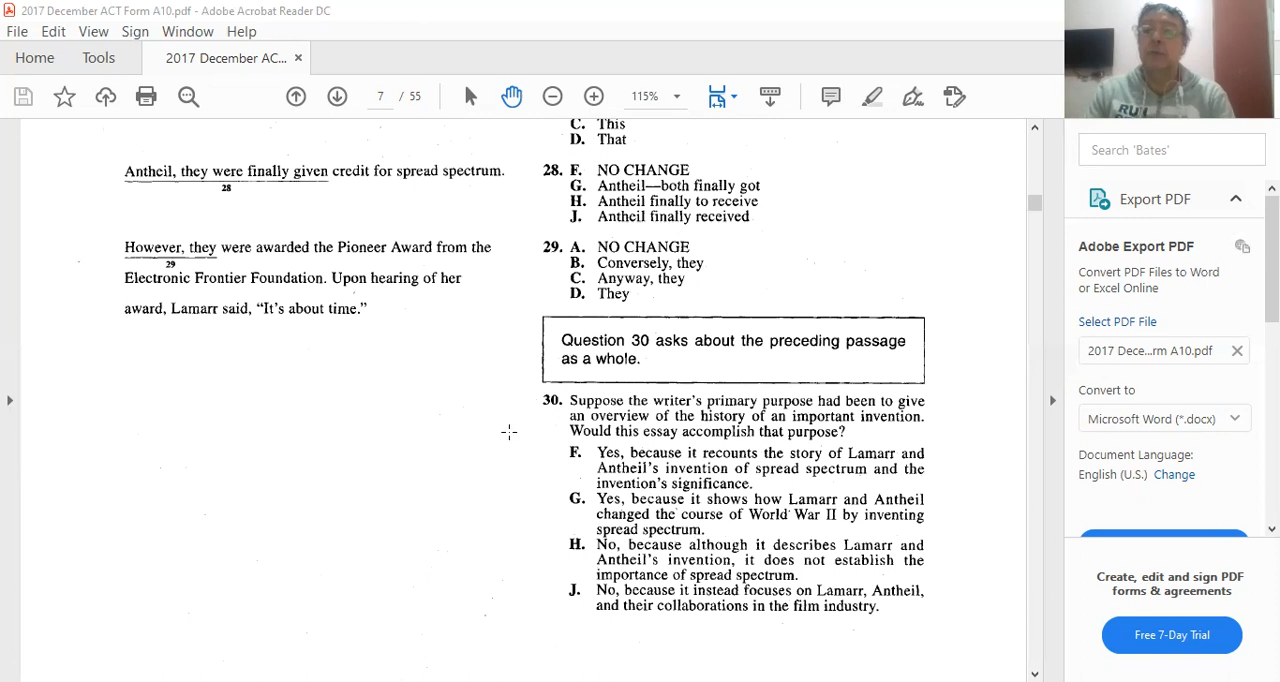 2017 December ACT Form A10.pdf - Adobe Acrobat Reader DC
File Edit View Sign Window Help
Home Tools 2017 December AC... ×
7 / 55 115%
C. This
D. That
Antheil, they were finally given credit for spread spectrum.
28
28. F. NO CHANGE
G. Antheil—both finally got
H. Antheil finally to receive
J. Antheil finally received
However, they were awarded the Pioneer Award from the
29
Electronic Frontier Foundation. Upon hearing of her
award, Lamarr said, “It's about time.”
29. A. NO CHANGE
B. Conversely, they
C. Anyway, they
D. They
Question 30 asks about the preceding passage
as a whole.
30. Suppose the writer's primary purpose had been to give
an overview of the history of an important invention.
Would this essay accomplish that purpose?
F. Yes, because it recounts the story of Lamarr and
Antheil's invention of spread spectrum and the
invention's significance.
G. Yes, because it shows how Lamarr and Antheil
changed the course of World War II by inventing
spread spectrum.
H. No, because although it describes Lamarr and
Antheil's invention, it does not establish the
importance of spread spectrum.
J. No, because it instead focuses on Lamarr, Antheil,
and their collaborations in the film industry.
Search 'Bates'
Export PDF
Adobe Export PDF
Convert PDF Files to Word
or Excel Online
Select PDF File
2017 Dece...rm A10.pdf
Convert to
Microsoft Word (*.docx)
Document Language:
English (U.S.) Change
Create, edit and sign PDF
forms & agreements
Free 7-Day Trial